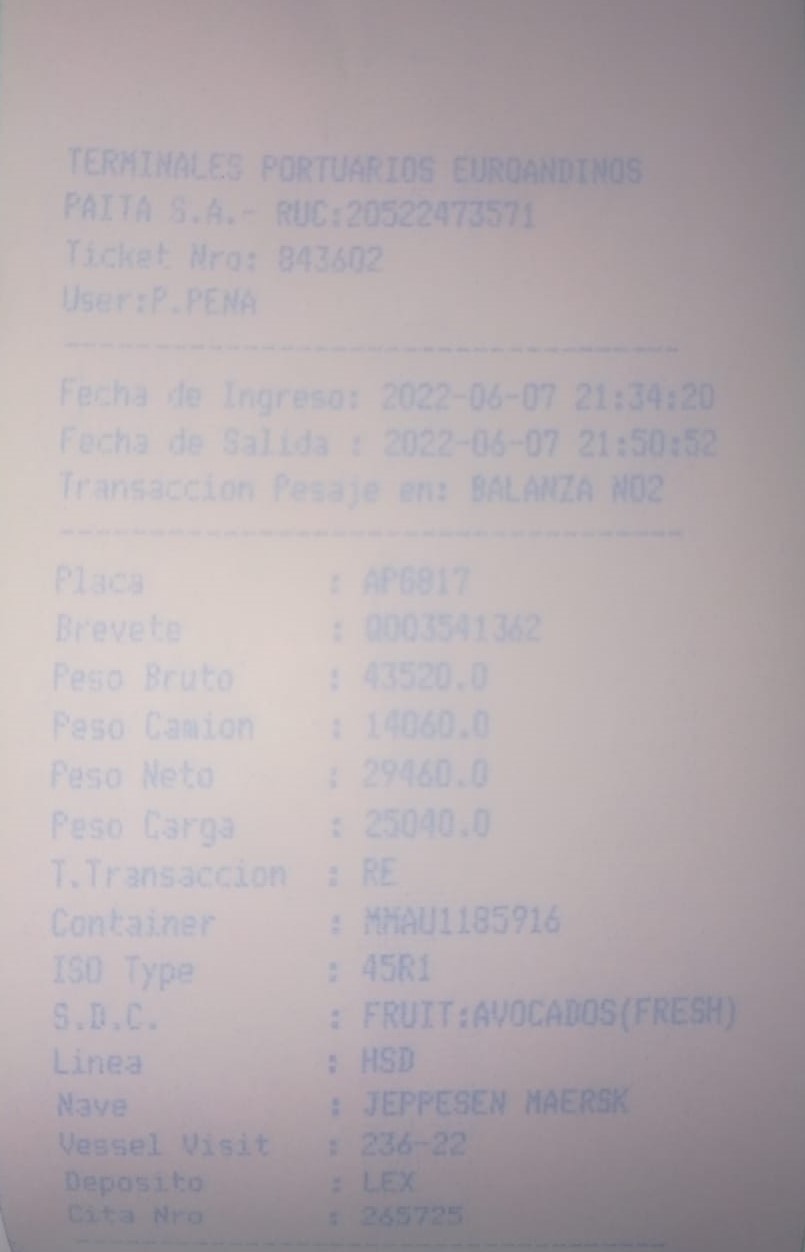 TERMINALES PORTUARIOS EUROANDINOS
PAITA S.A.- RUC:20522473571
Ticket Nro: 843602
User:P.PENA
Fecha de Ingreso: 2022-06-07 21:34:20
Fecha de Salida : 2022-06-07 21:50:52
Transaccion Pesaje en: BALANZA NO2
Placa : AP6817
Brevete : Q003541362
Peso Bruto : 43520.0
Peso Camion : 14060.0
Peso Neto : 29460.0
Peso Carga : 25040.0
T.Transaccion : RE
Container : MMAU1185916
ISO Type : 45R1
S.D.C. : FRUIT:AVOCADOS(FRESH)
Linea : HSD
Nave : JEPPESEN MAERSK
Vessel Visit : 236-22
Deposito : LEX
Cita Nro : 265725